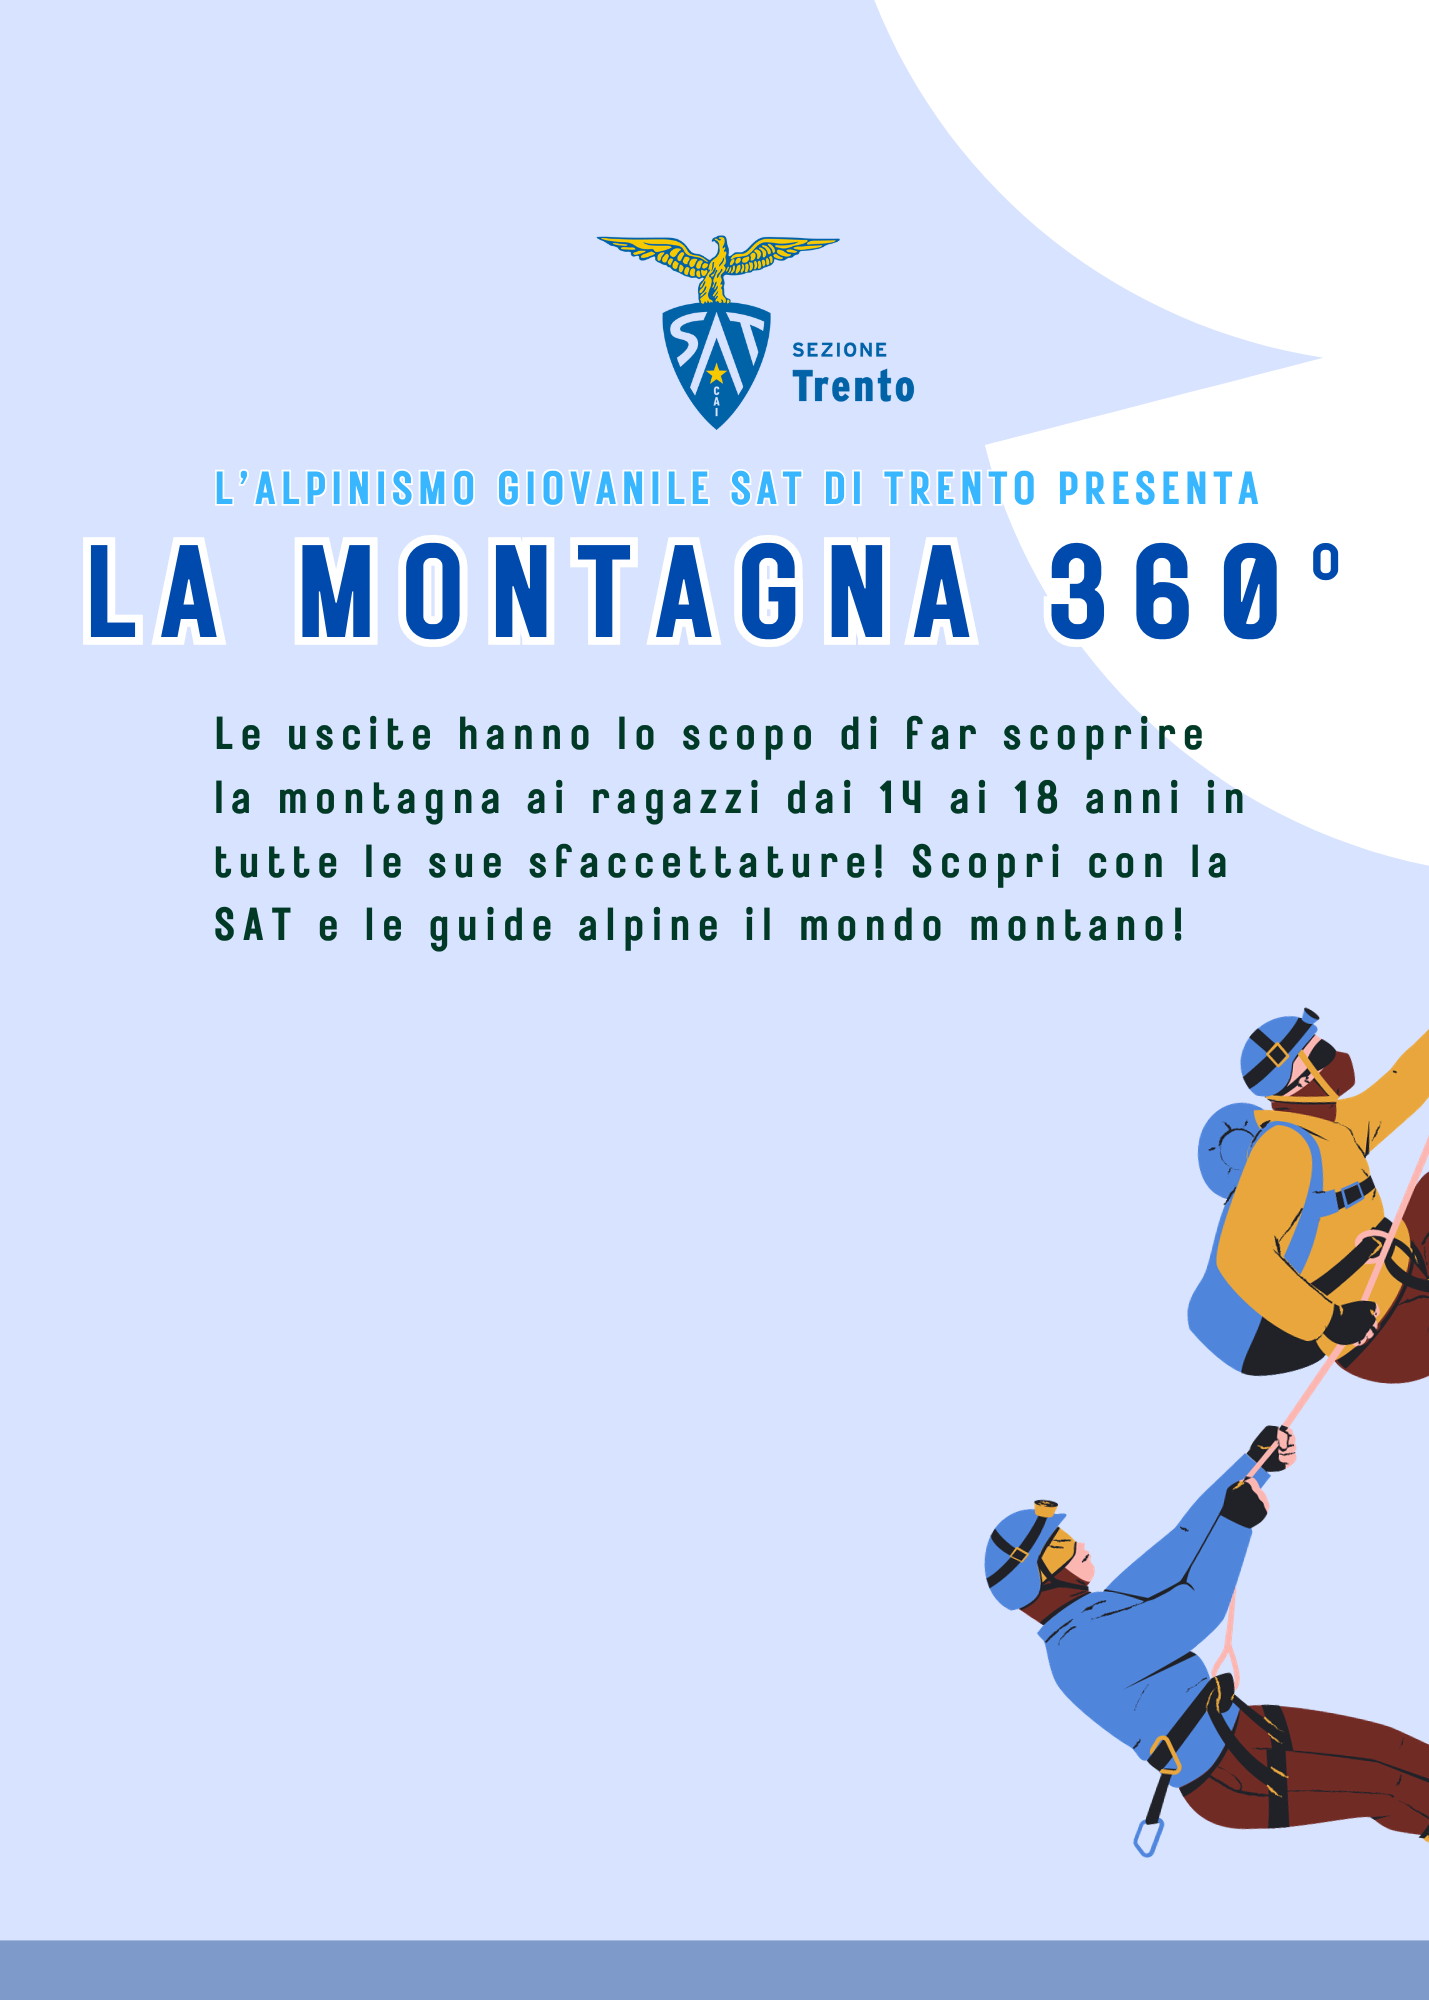 SAT
CAI
SEZIONE
Trento
L'ALPINISMO GIOVANILE SAT DI TRENTO PRESENTA
LA MONTAGNA 360°
Le uscite hanno lo scopo di far scoprire
la montagna ai ragazzi dai 14 ai 18 anni in
tutte le sue sfaccettature! Scopri con la
SAT e le guide alpine il mondo montano!